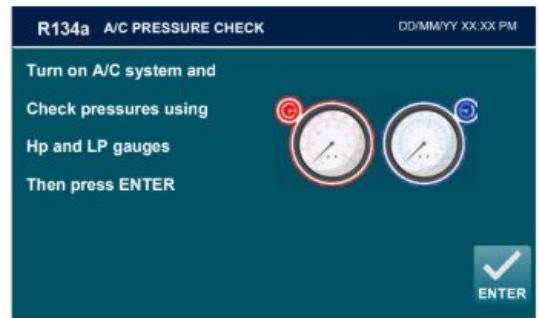 R134a A/C PRESSURE CHECK DD/MM/YY XX:XX PM
Turn on A/C system and
Check pressures using
Hp and LP gauges
Then press ENTER
ENTER